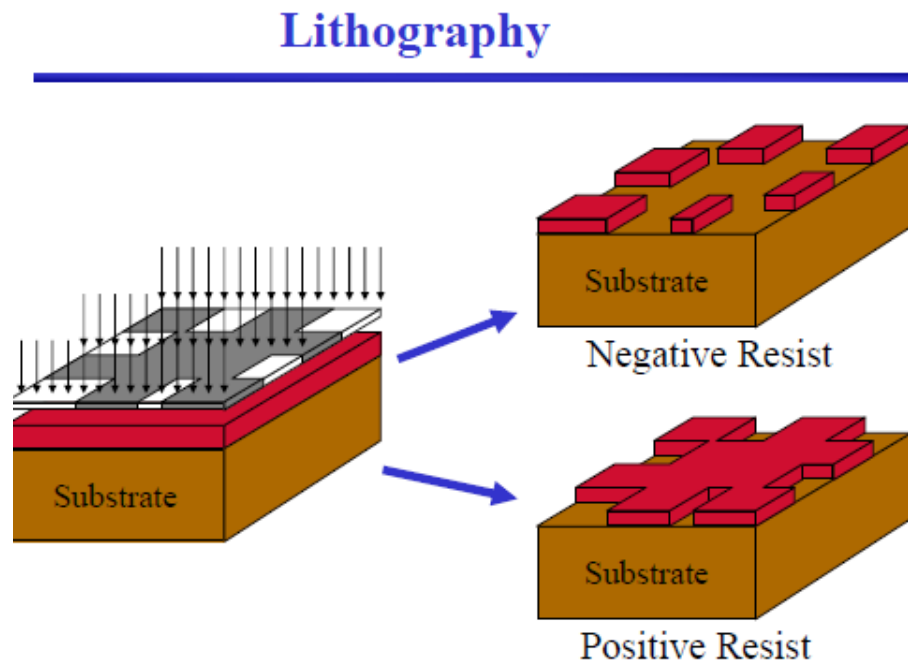 Lithography
Substrate
Negative Resist
Substrate
Substrate
Positive Resist